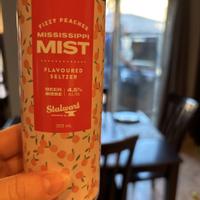 FIZZY PEACHES
MISSISSIPPI
MIST
FLAVOURED
SELTZER
BEER 4.5%
BIÈRE ALC./VOL.
Stalwart
355 mL